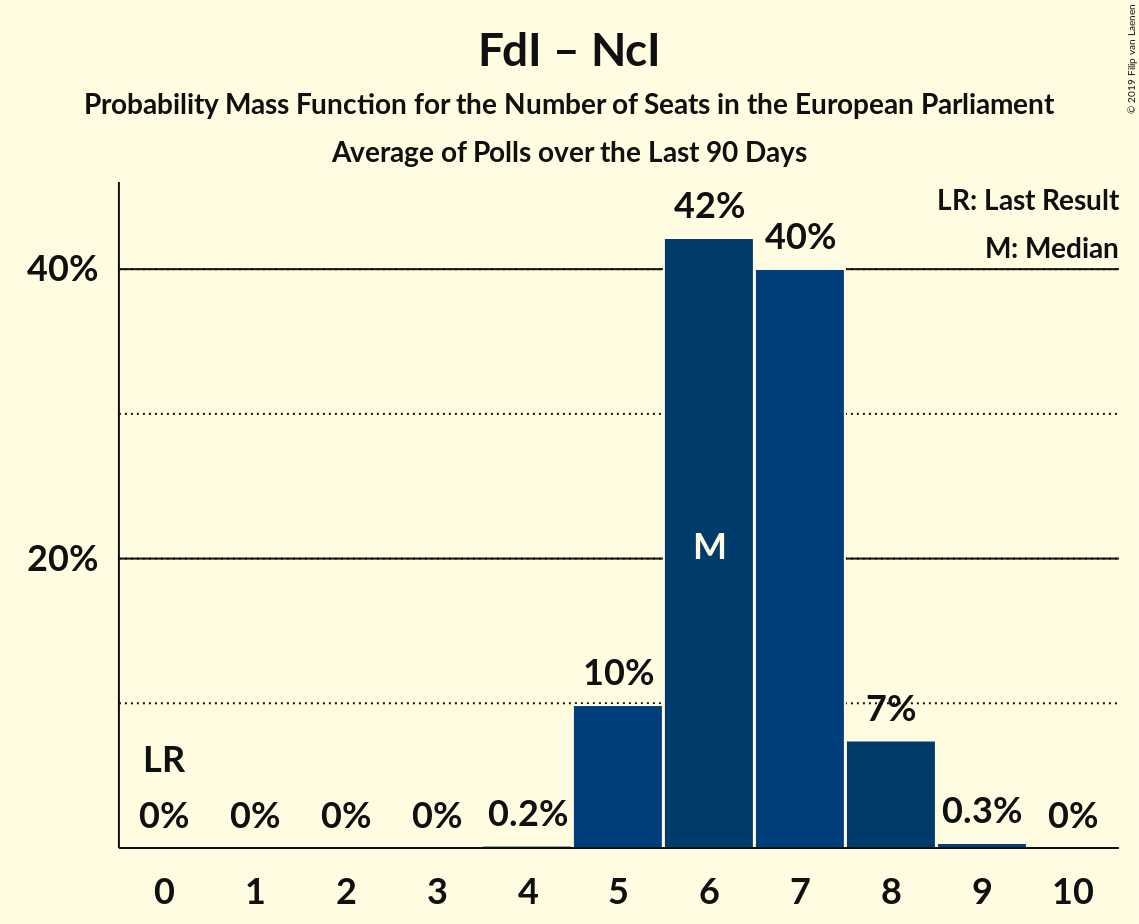 FdI – NcI
Probability Mass Function for the Number of Seats in the European Parliament
Average of Polls over the Last 90 Days
© 2019 Filip van Laenen
LR: Last Result
M: Median
42%
40%
40%
20%
M
10%
7%
LR
0%
0%
0%
0%
0.2%
0.3%
0%
0 1 2 3 4 5 6 7 8 9 10